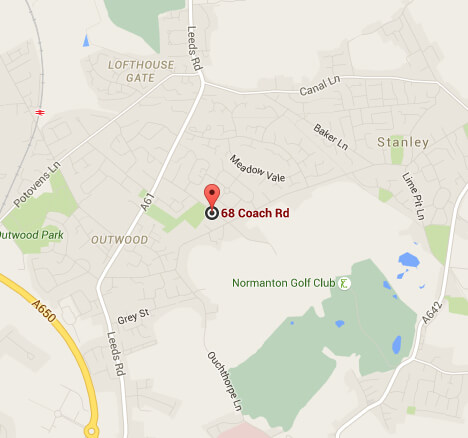 Leeds Rd
LOFTHOUSE
GATE
Canal Ln
Baker Ln
Stanley
Meadow Vale
Potovens Ln
Lime Pit Ln
A61
68 Coach Rd
Outwood Park
OUTWOOD
Normanton Golf Club
A650
Grey St
A642
Leeds Rd
Ouchthorpe Ln